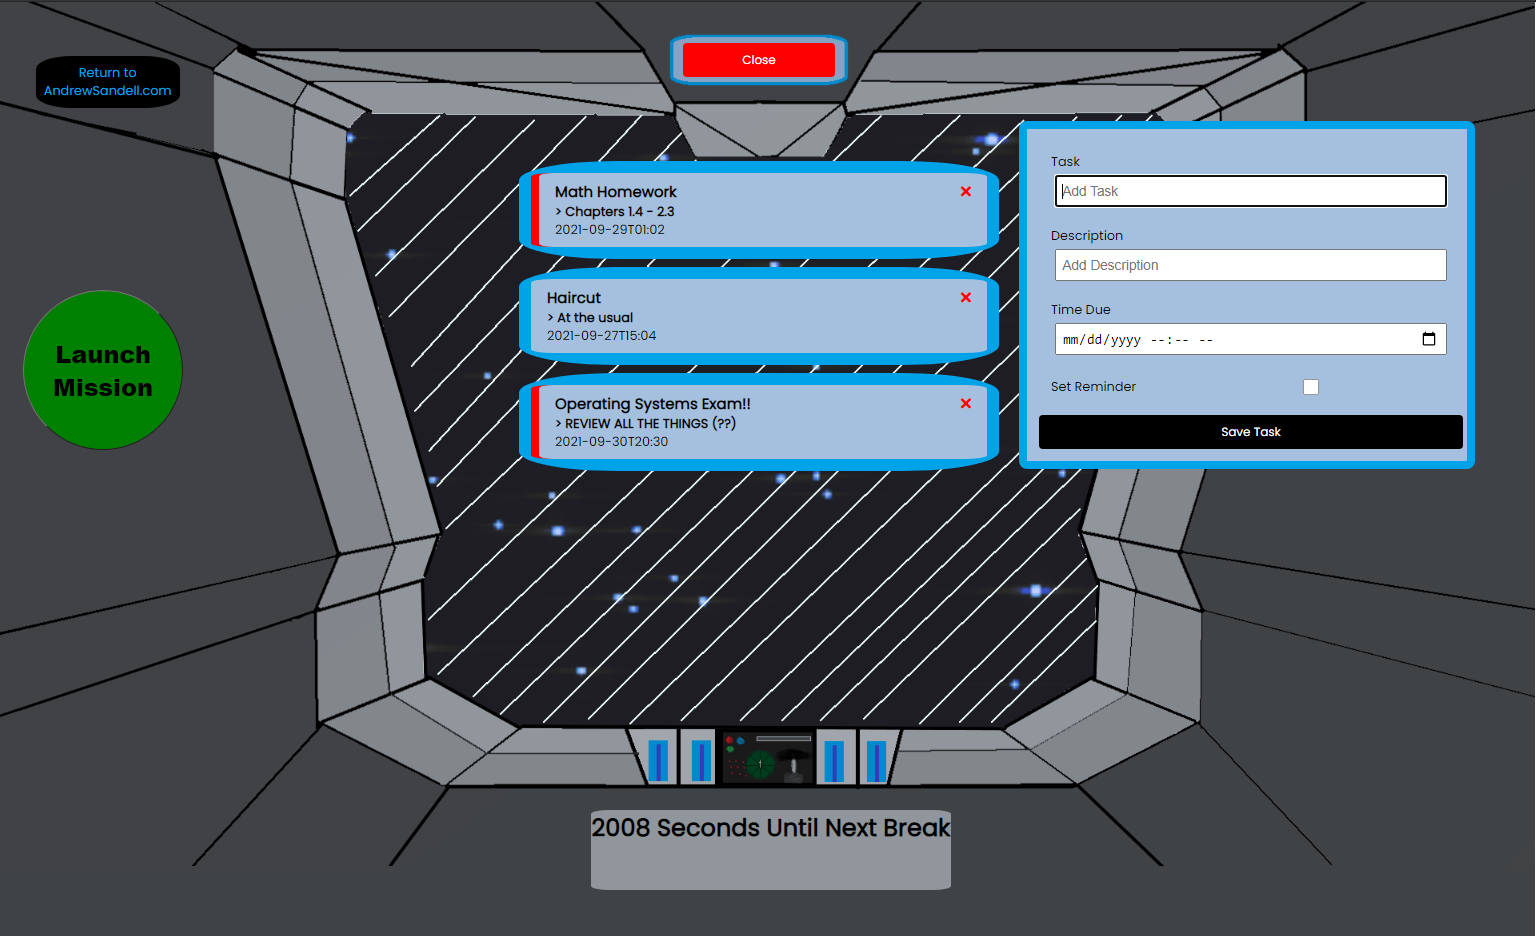 Close
Return to
AndrewSandell.com
Launch
Mission
Math Homework
> Chapters 1.4 - 2.3
2021-09-29T01:02
Haircut
> At the usual
2021-09-27T15:04
Operating Systems Exam!!
> REVIEW ALL THE THINGS (??)
2021-09-30T20:30
Task
Add Task
Description
Add Description
Time Due
mm/dd/yyyy --:-- --
Set Reminder
Save Task
2008 Seconds Until Next Break